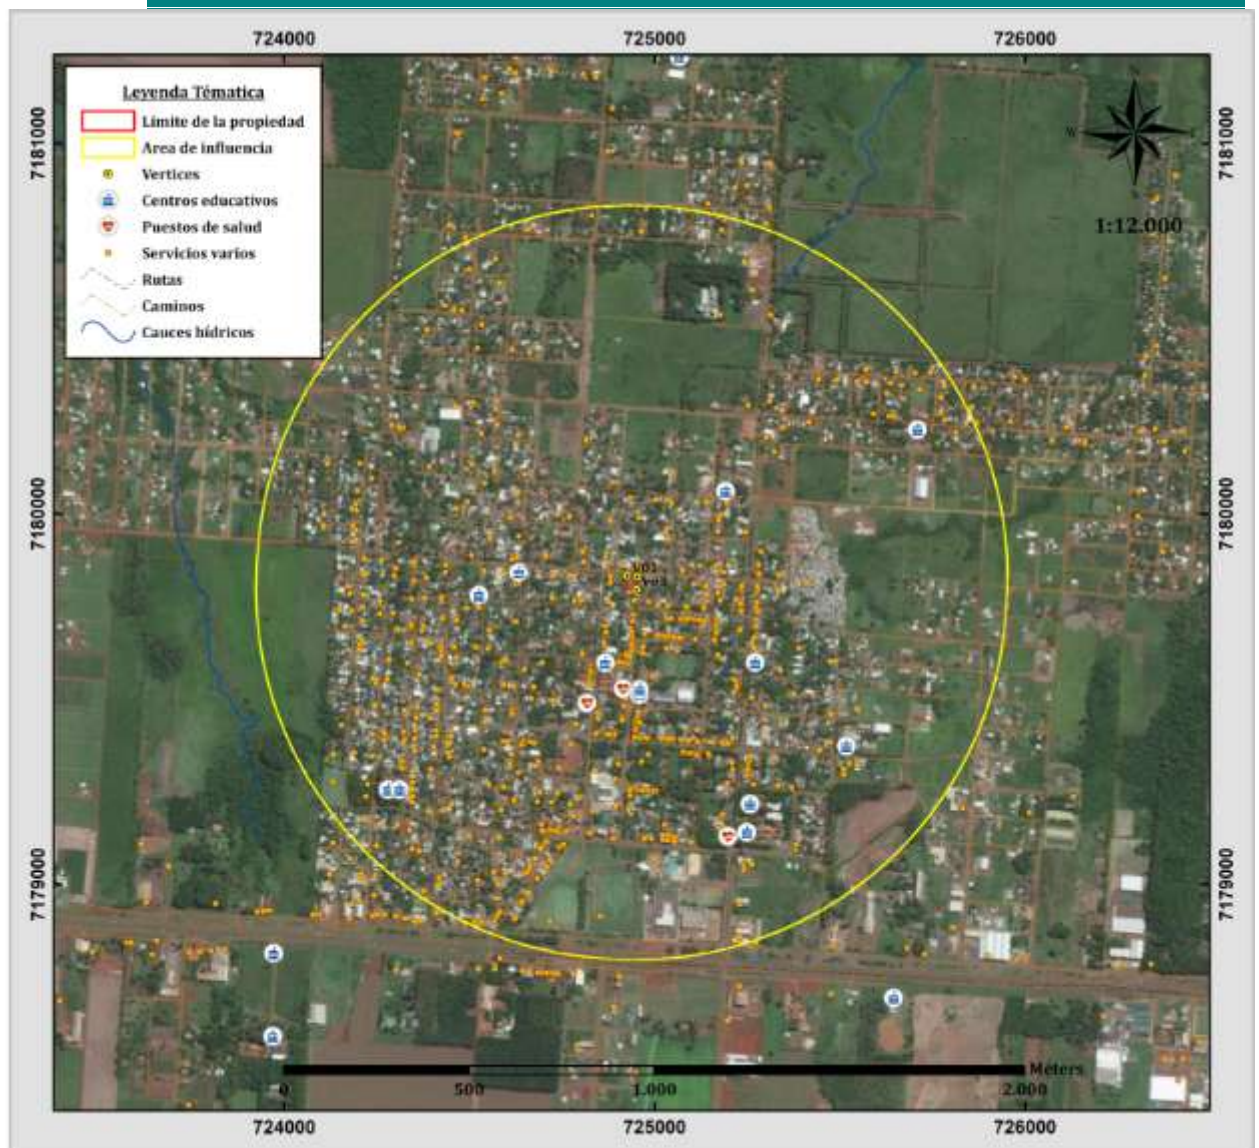 724000 725000 726000
Leyenda Tématica
Límite de la propiedad
Area de influencia
Vertices
Centros educativos
Puestos de salud
Servicios varios
Rutas
Caminos
Cauces hídricos
N
W E
S
1:12.000
7181000 7181000
7180000 7180000
7179000 7179000
Meters
0 500 1.000 2.000
724000 725000 726000